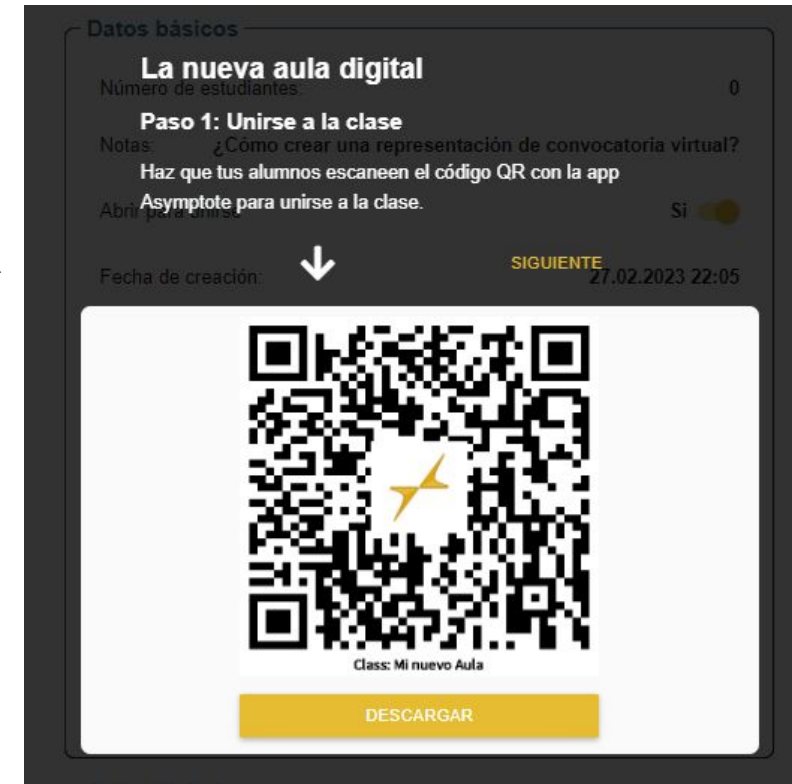 Datos básicos
La nueva aula digital
Número de estudiantes: 0
Paso 1: Unirse a la clase
Notas: ¿Cómo crear una representación de convocatoria virtual?
Haz que tus alumnos escaneen el código QR con la app
Asymptote para unirse a la clase.
Abrir para unirse Si
SIGUIENTE
Fecha de creación: 27.02.2023 22:05
Class: Mi nuevo Aula
DESCARGAR